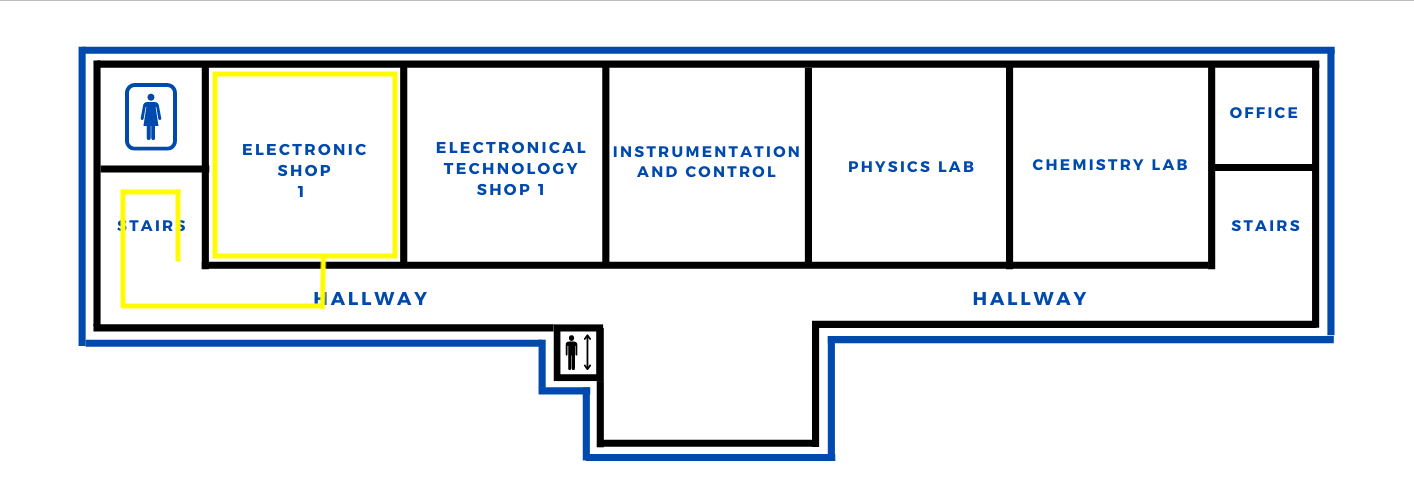 ELECTRONIC
SHOP
1
ELECTRONICAL
TECHNOLOGY
SHOP 1
INSTRUMENTATION
AND CONTROL
PHYSICS LAB
CHEMISTRY LAB
OFFICE
STAIRS
STAIRS
HALLWAY
HALLWAY